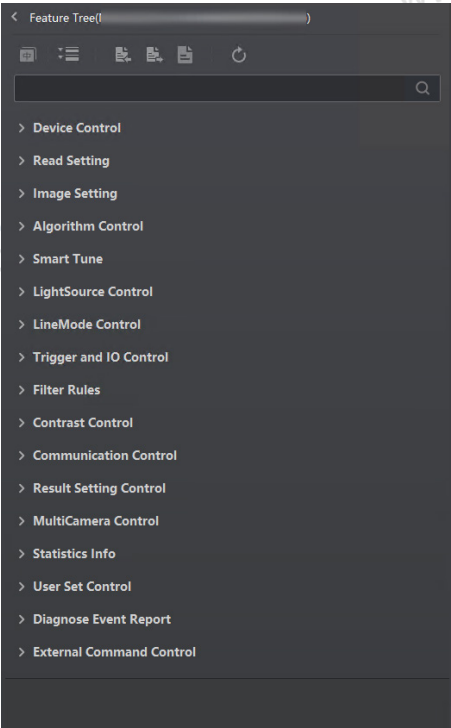 Feature Tree(
)
Device Control
Read Setting
Image Setting
Algorithm Control
Smart Tune
LightSource Control
LineMode Control
Trigger and IO Control
Filter Rules
Contrast Control
Communication Control
Result Setting Control
MultiCamera Control
Statistics Info
User Set Control
Diagnose Event Report
External Command Control